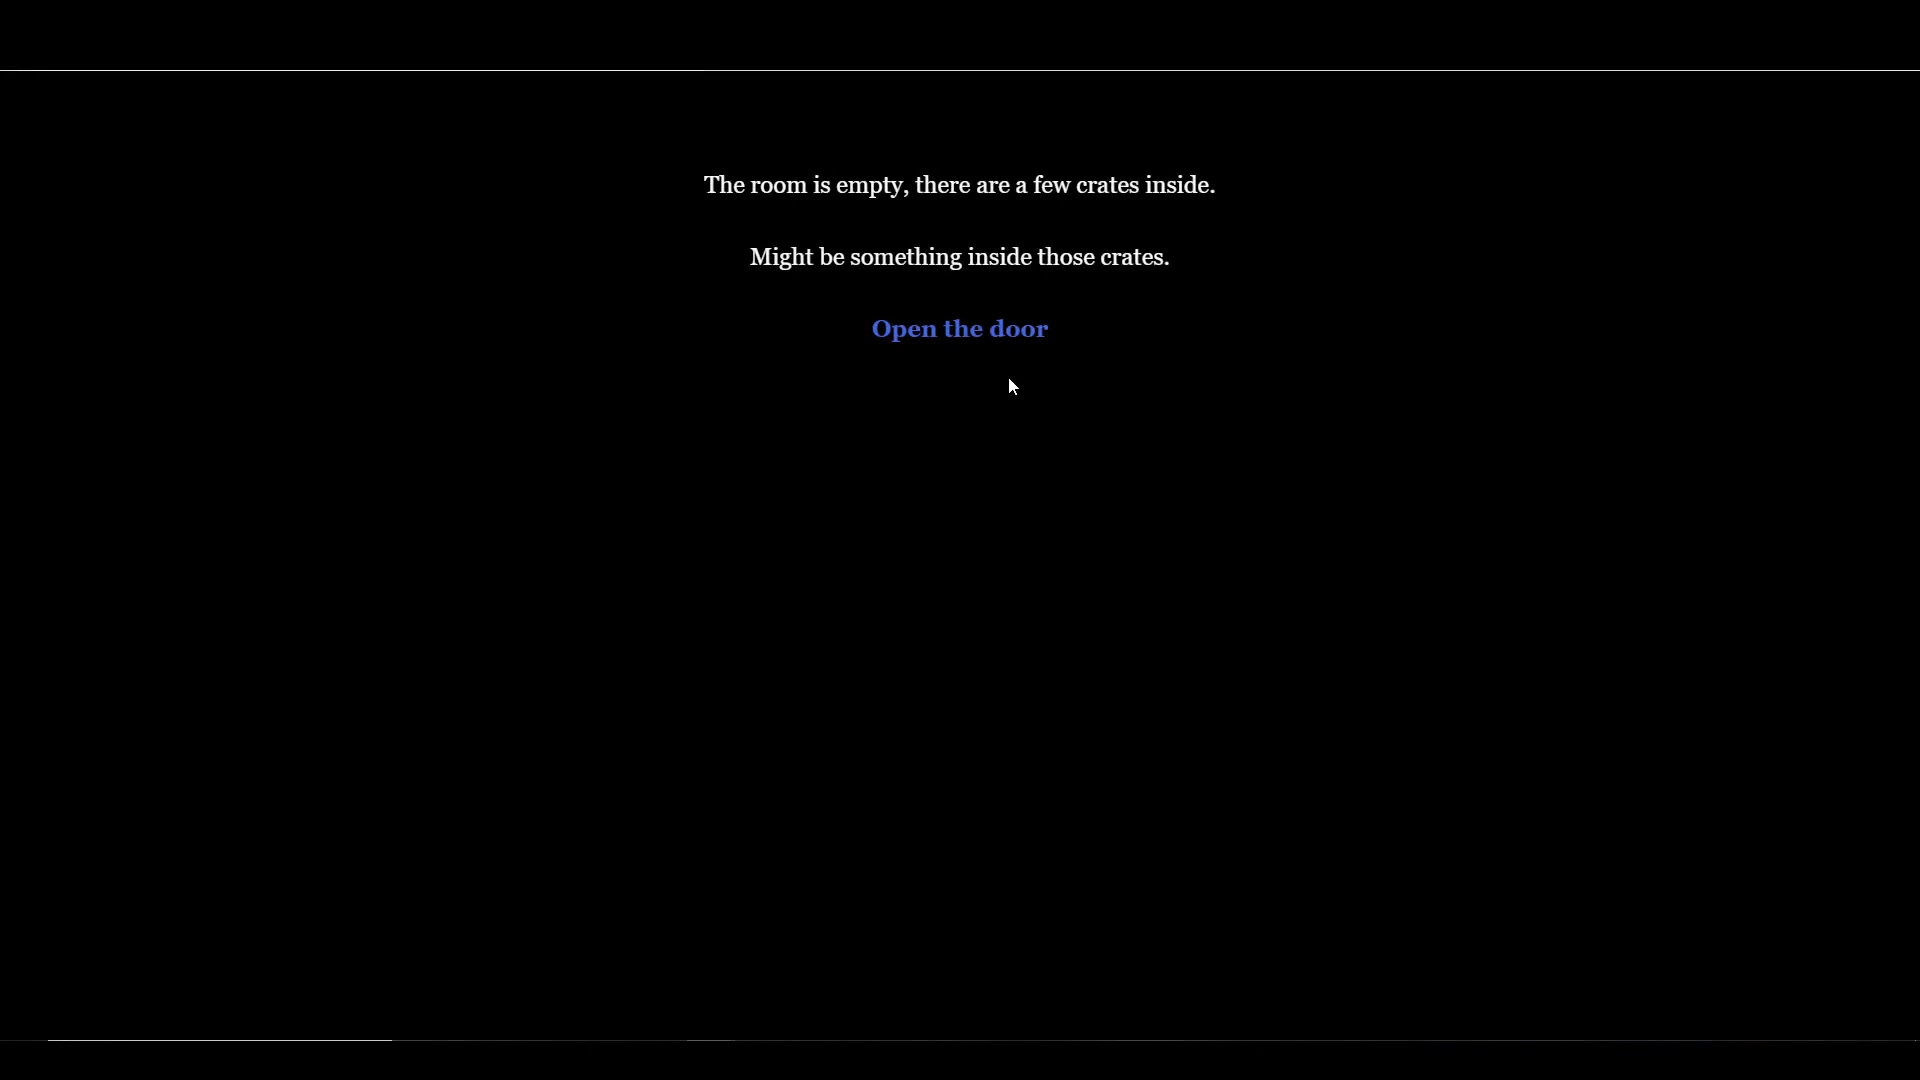 The room is empty, there are a few crates inside.
Might be something inside those crates.
Open the door